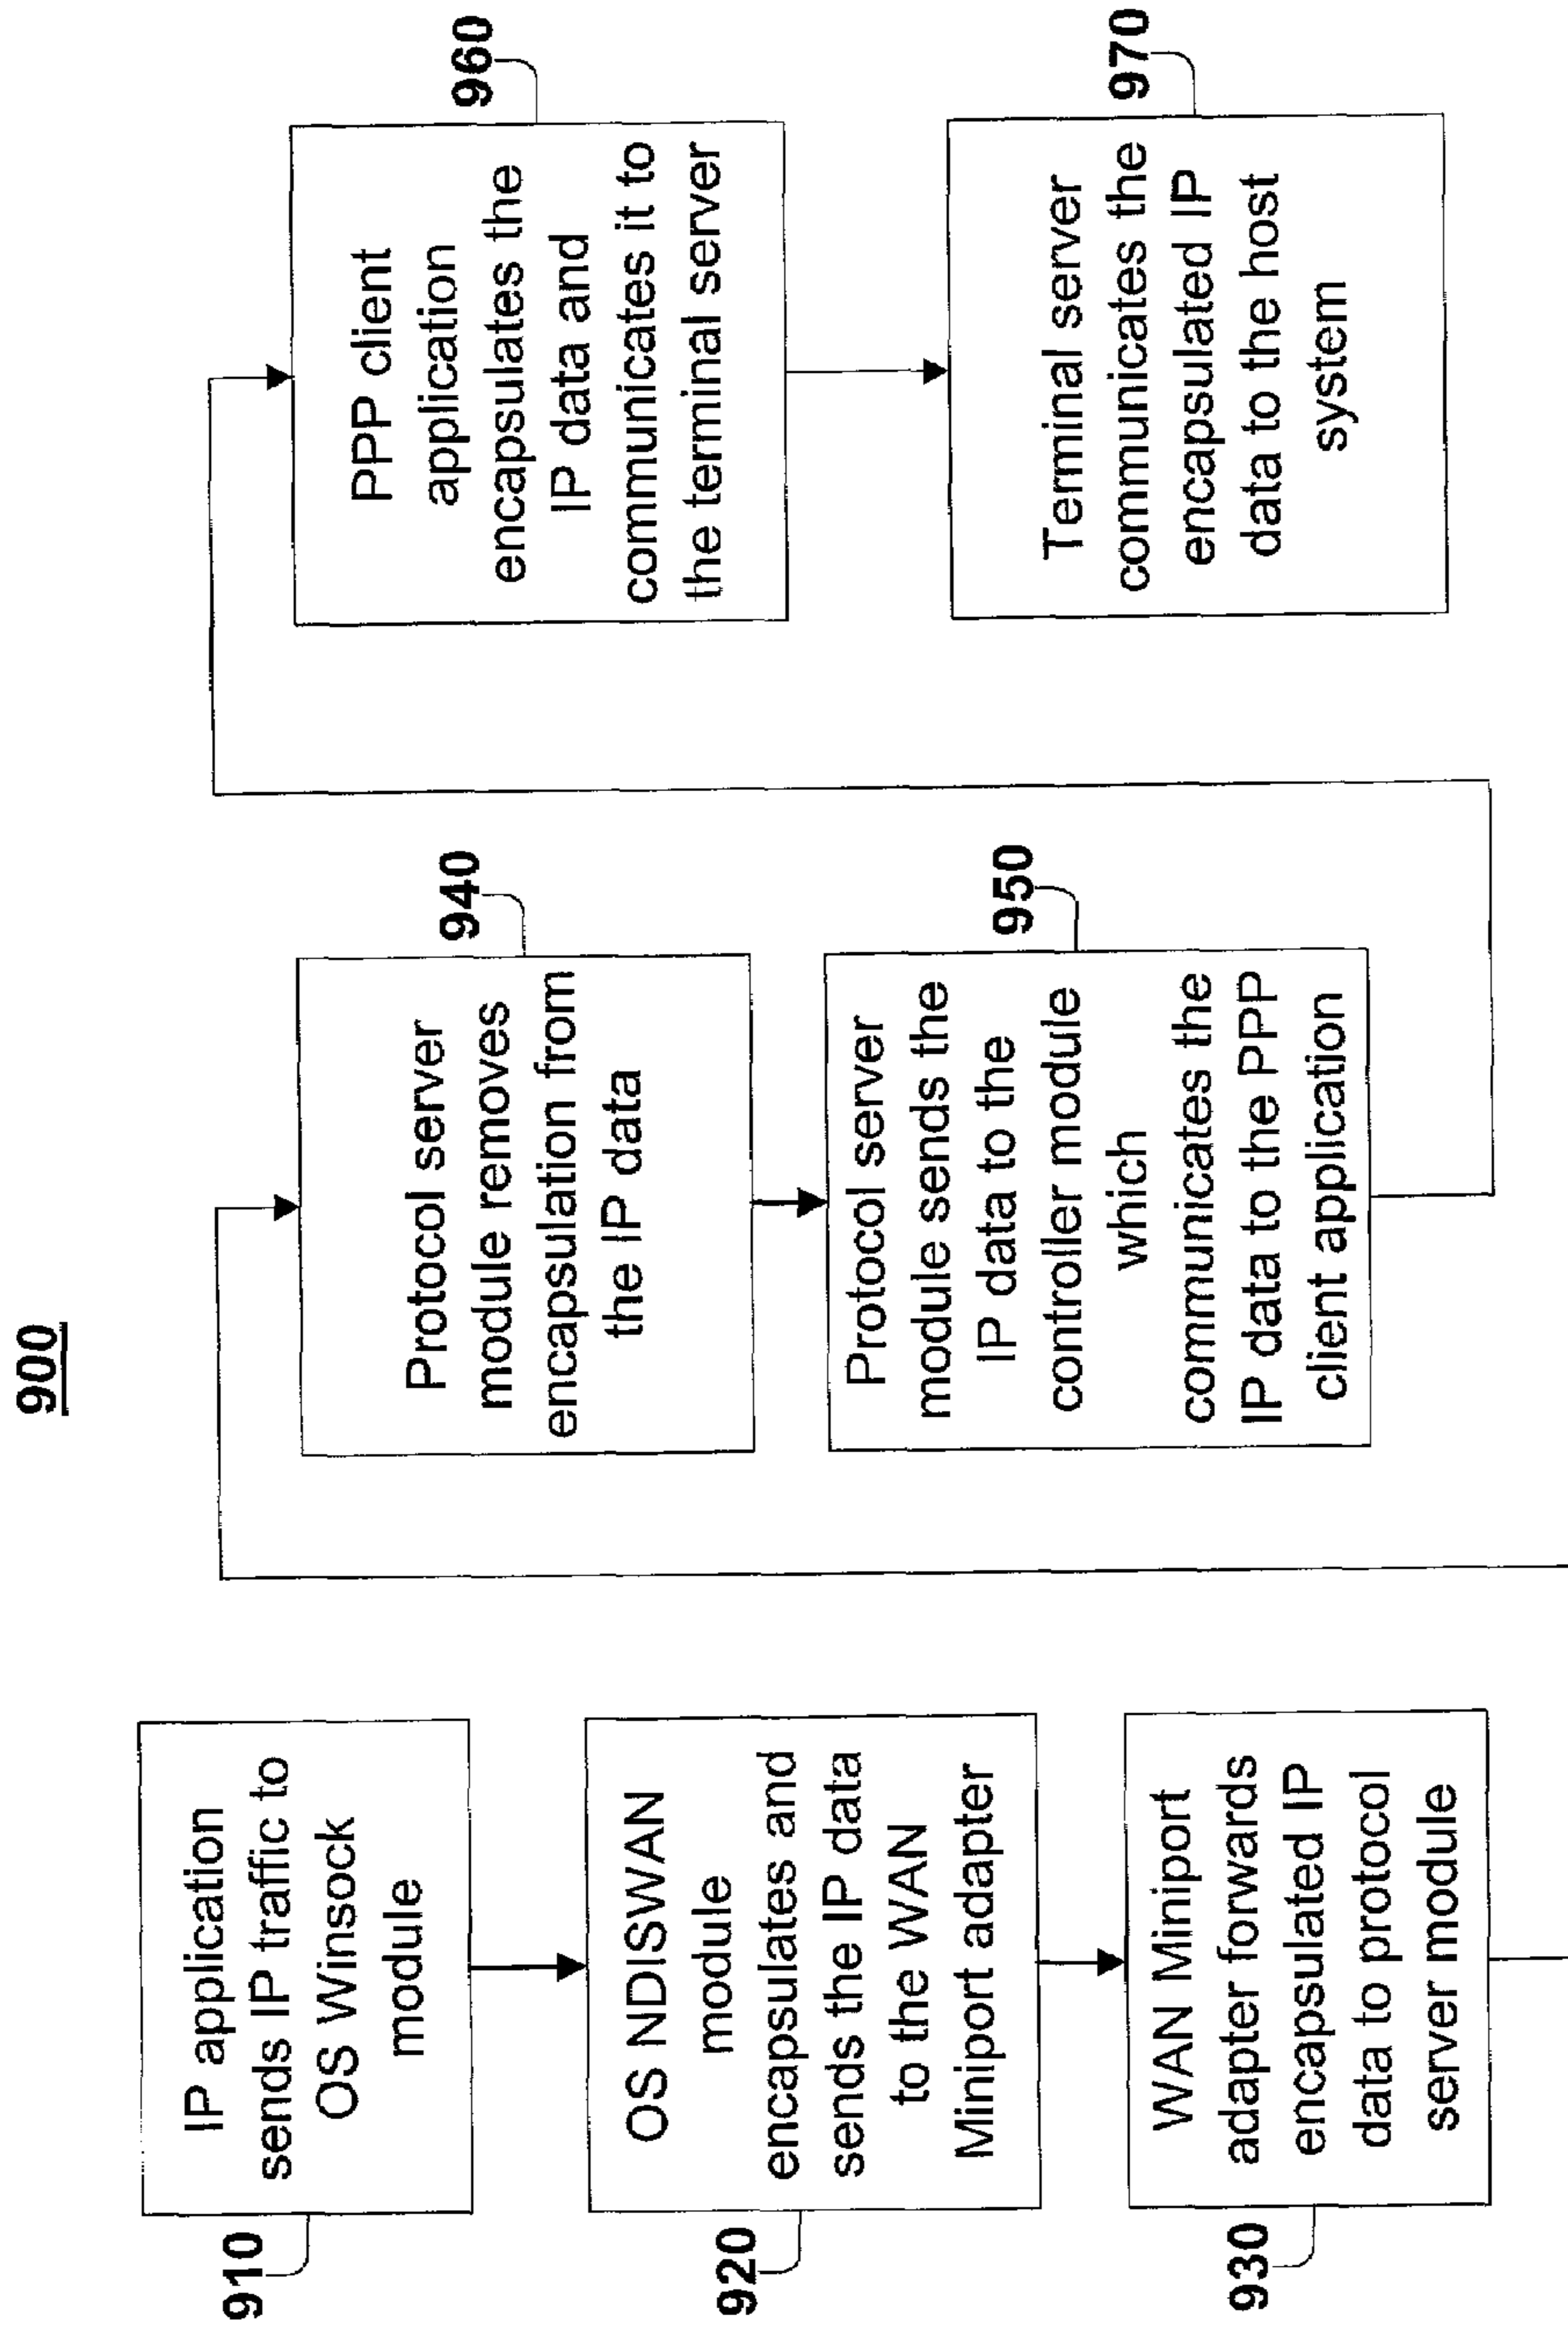 900
910
IP application
sends IP traffic to
OS Winsock
module
920
OS NDISWAN
module
encapsulates and
sends the IP data
to the WAN
Miniport adapter
930
WAN Miniport
adapter forwards
encapsulated IP
data to protocol
server module
940
Protocol server
module removes
encapsulation from
the IP data
950
Protocol server
module sends the
IP data to the
controller module
which
communicates the
IP data to the PPP
client application
960
PPP client
application
encapsulates the
IP data and
communicates it to
the terminal server
970
Terminal server
communicates the
encapsulated IP
data to the host
system